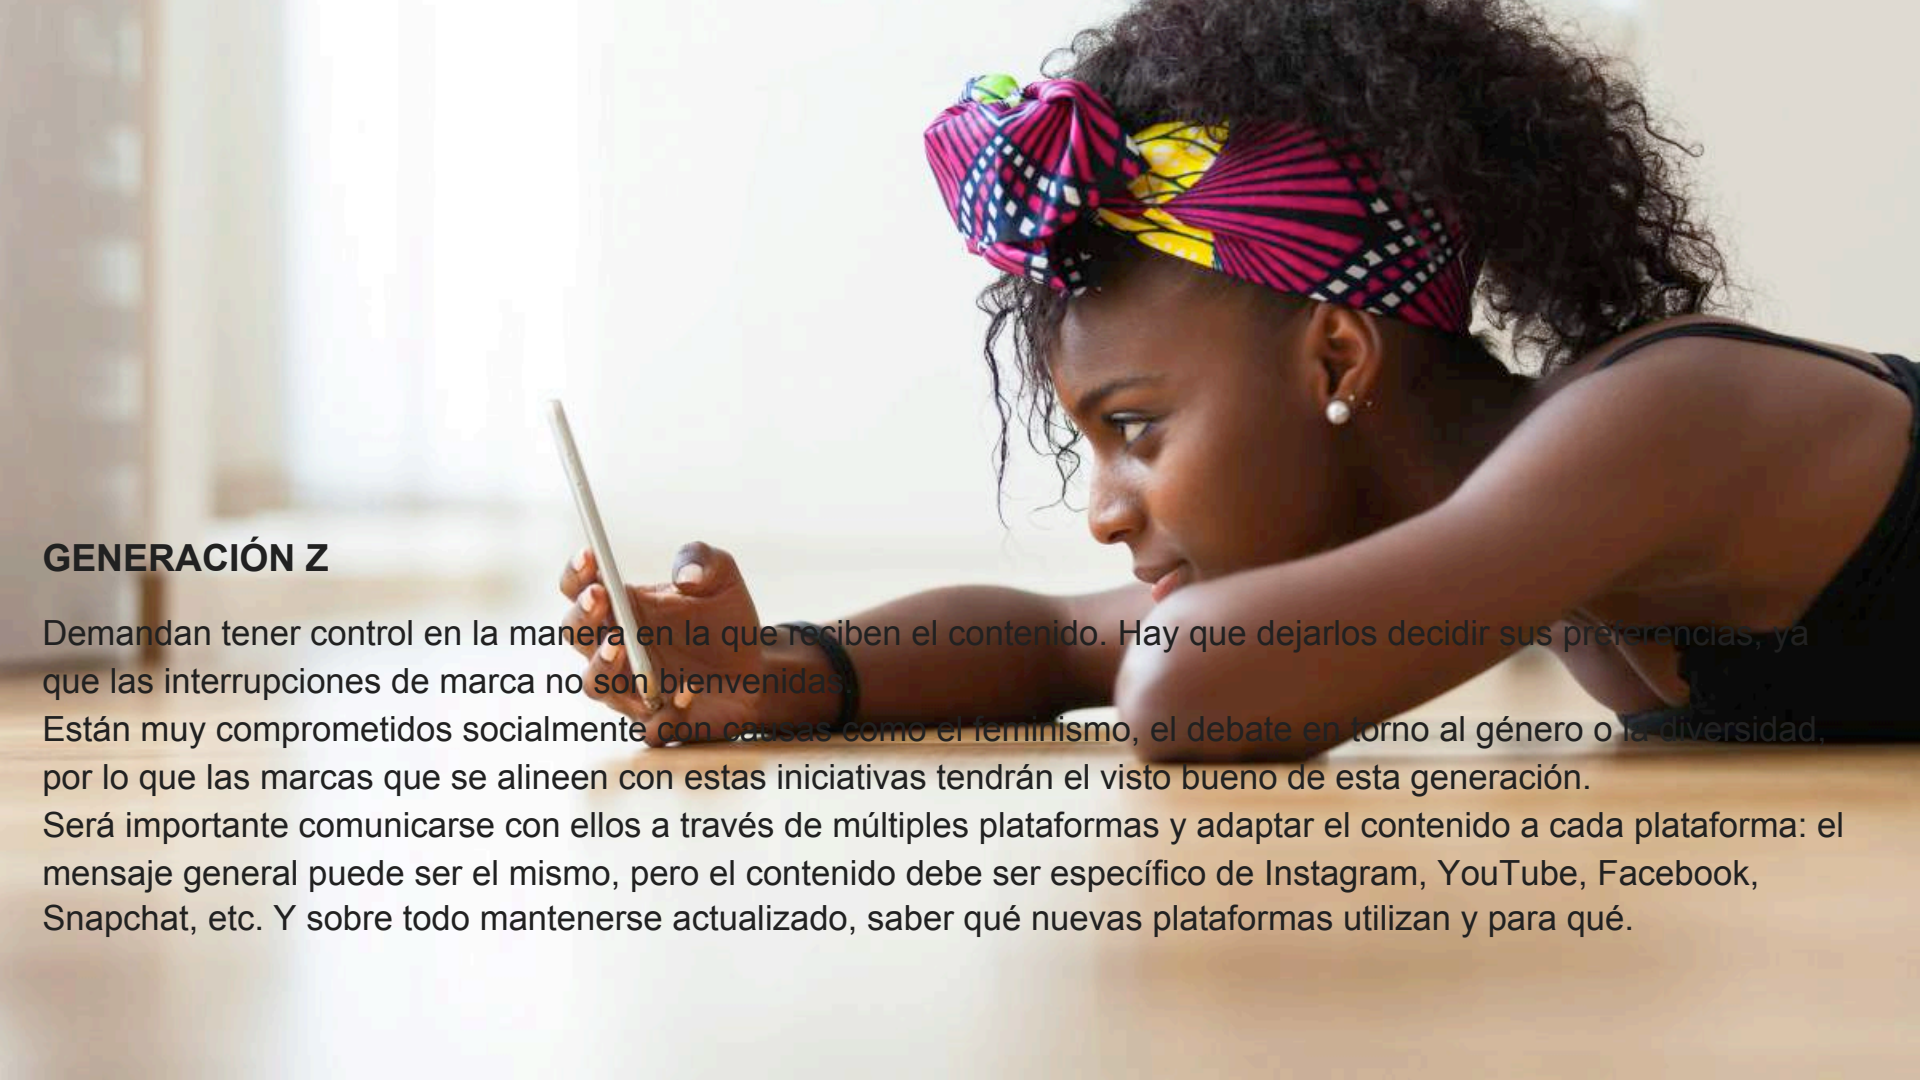 GENERACIÓN Z
Demandan tener control en la manera en la que reciben el contenido. Hay que dejarlos decidir sus preferencias, ya
que las interrupciones de marca no son bienvenidas.
Están muy comprometidos socialmente con causas como el feminismo, el debate en torno al género o la diversidad,
por lo que las marcas que se alineen con estas iniciativas tendrán el visto bueno de esta generación.
Será importante comunicarse con ellos a través de múltiples plataformas y adaptar el contenido a cada plataforma: el
mensaje general puede ser el mismo, pero el contenido debe ser específico de Instagram, YouTube, Facebook,
Snapchat, etc. Y sobre todo mantenerse actualizado, saber qué nuevas plataformas utilizan y para qué.